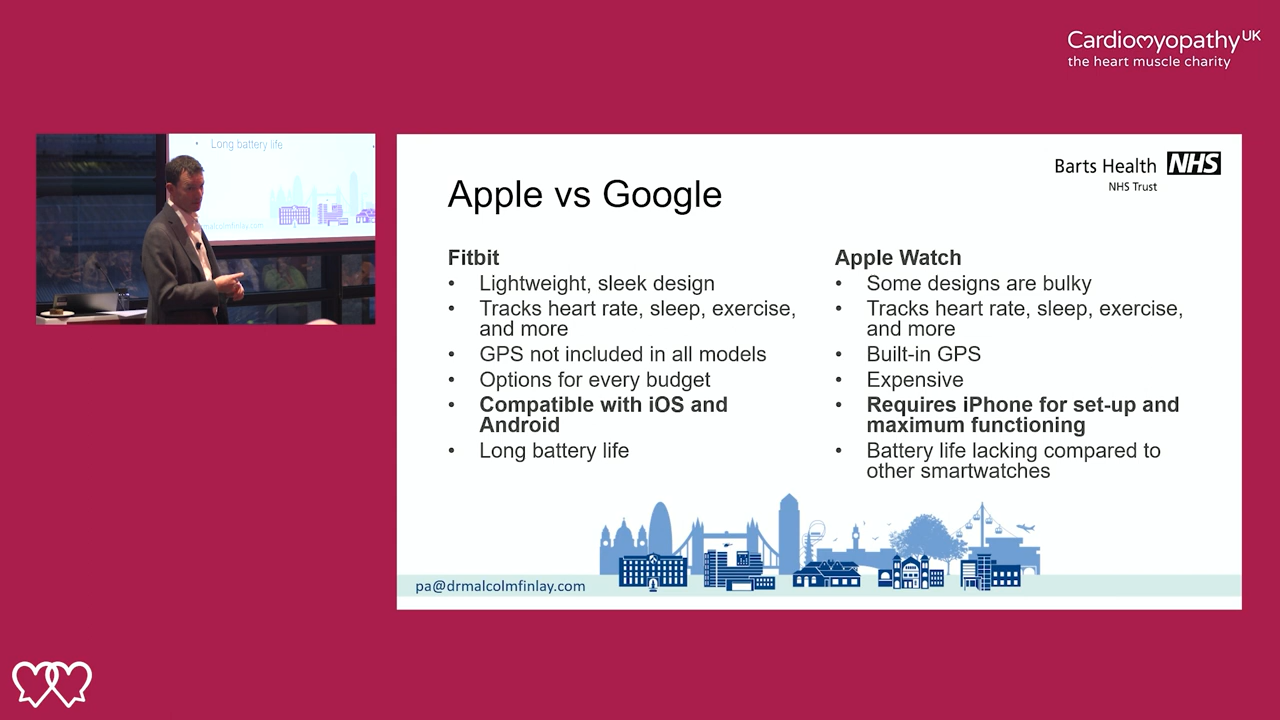 Cardiomyopathy UK
the heart muscle charity
• Long battery life
malcolmfinlay.com
Barts Health NHS
NHS Trust
Apple vs Google
Fitbit
• Lightweight, sleek design
• Tracks heart rate, sleep, exercise,
and more
• GPS not included in all models
• Options for every budget
• Compatible with iOS and
Android
• Long battery life
Apple Watch
• Some designs are bulky
• Tracks heart rate, sleep, exercise,
and more
• Built-in GPS
• Expensive
• Requires iPhone for set-up and
maximum functioning
• Battery life lacking compared to
other smartwatches
pa@drmalcolmfinlay.com